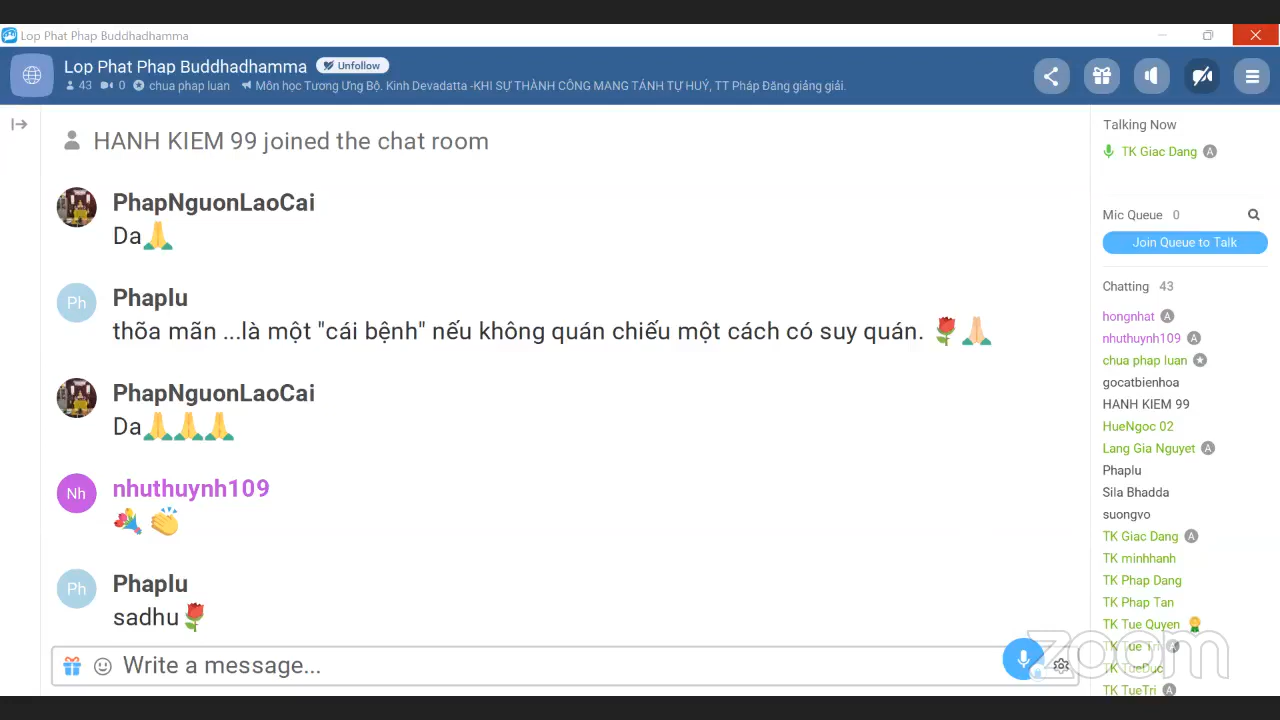 Lop Phat Phap Buddhadhamma
Lop Phat Phap Buddhadhamma Unfollow
43 0 chua phap luan Môn học Tương Ưng Bộ. Kinh Devadatta -KHI SỰ THÀNH CÔNG MANG TÁNH TỰ HUỶ, TT Pháp Đăng giảng giải.
HANH KIEM 99 joined the chat room
PhapNguonLaoCai
Da🙏
Phaplu
thõa mãn ...là một "cái bệnh" nếu không quán chiếu một cách có suy quán. 🌹🙏🏻
PhapNguonLaoCai
Da🙏🙏🙏
Nh
nhuthuynh109
💐 👏
Ph
Phaplu
sadhu🌹
Ph
Write a message...
Talking Now
TK Giac Dang A
Mic Queue 0
Join Queue to Talk
Chatting 43
hongnhat A
nhuthuynh109 A
chua phap luan
gocatbienhoa
HANH KIEM 99
HueNgoc 02
Lang Gia Nguyet A
Phaplu
Sila Bhadda
suongvo
TK Giac Dang A
TK minhhanh
TK Phap Dang
TK Phap Tan
TK Tue Quyen
TK Tue Tri A
TK TueDuc
TK TueTri A
zoom